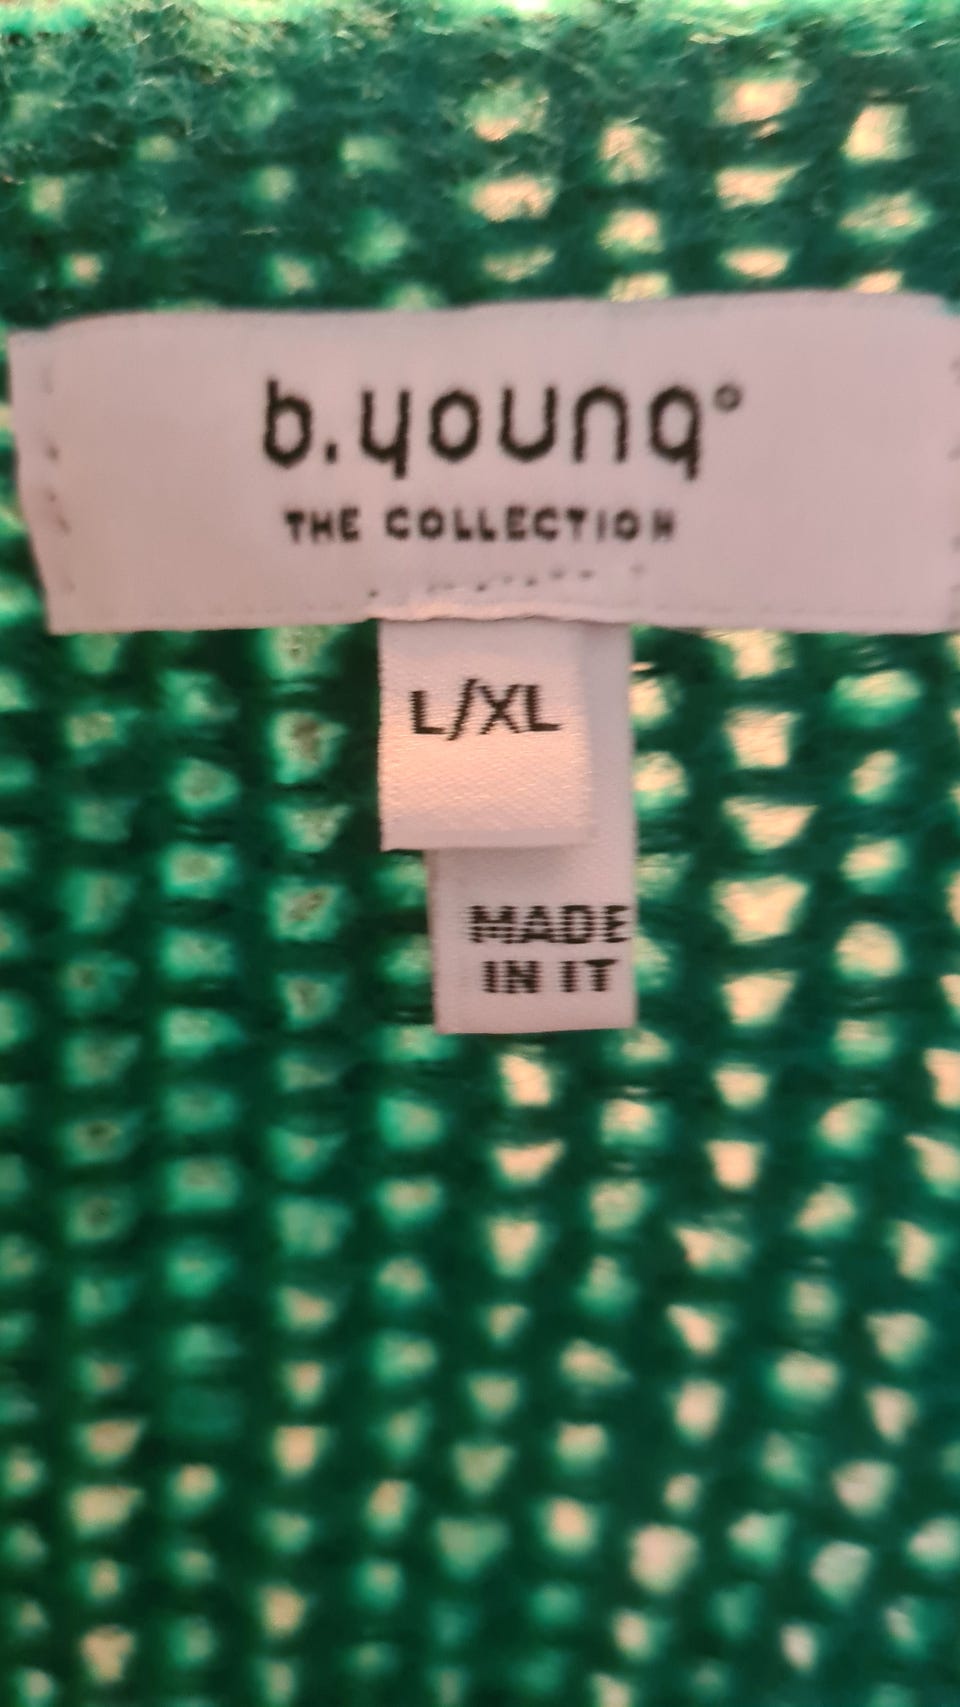 b.young°
THE COLLECTION
L/XL
MADE
IN IT